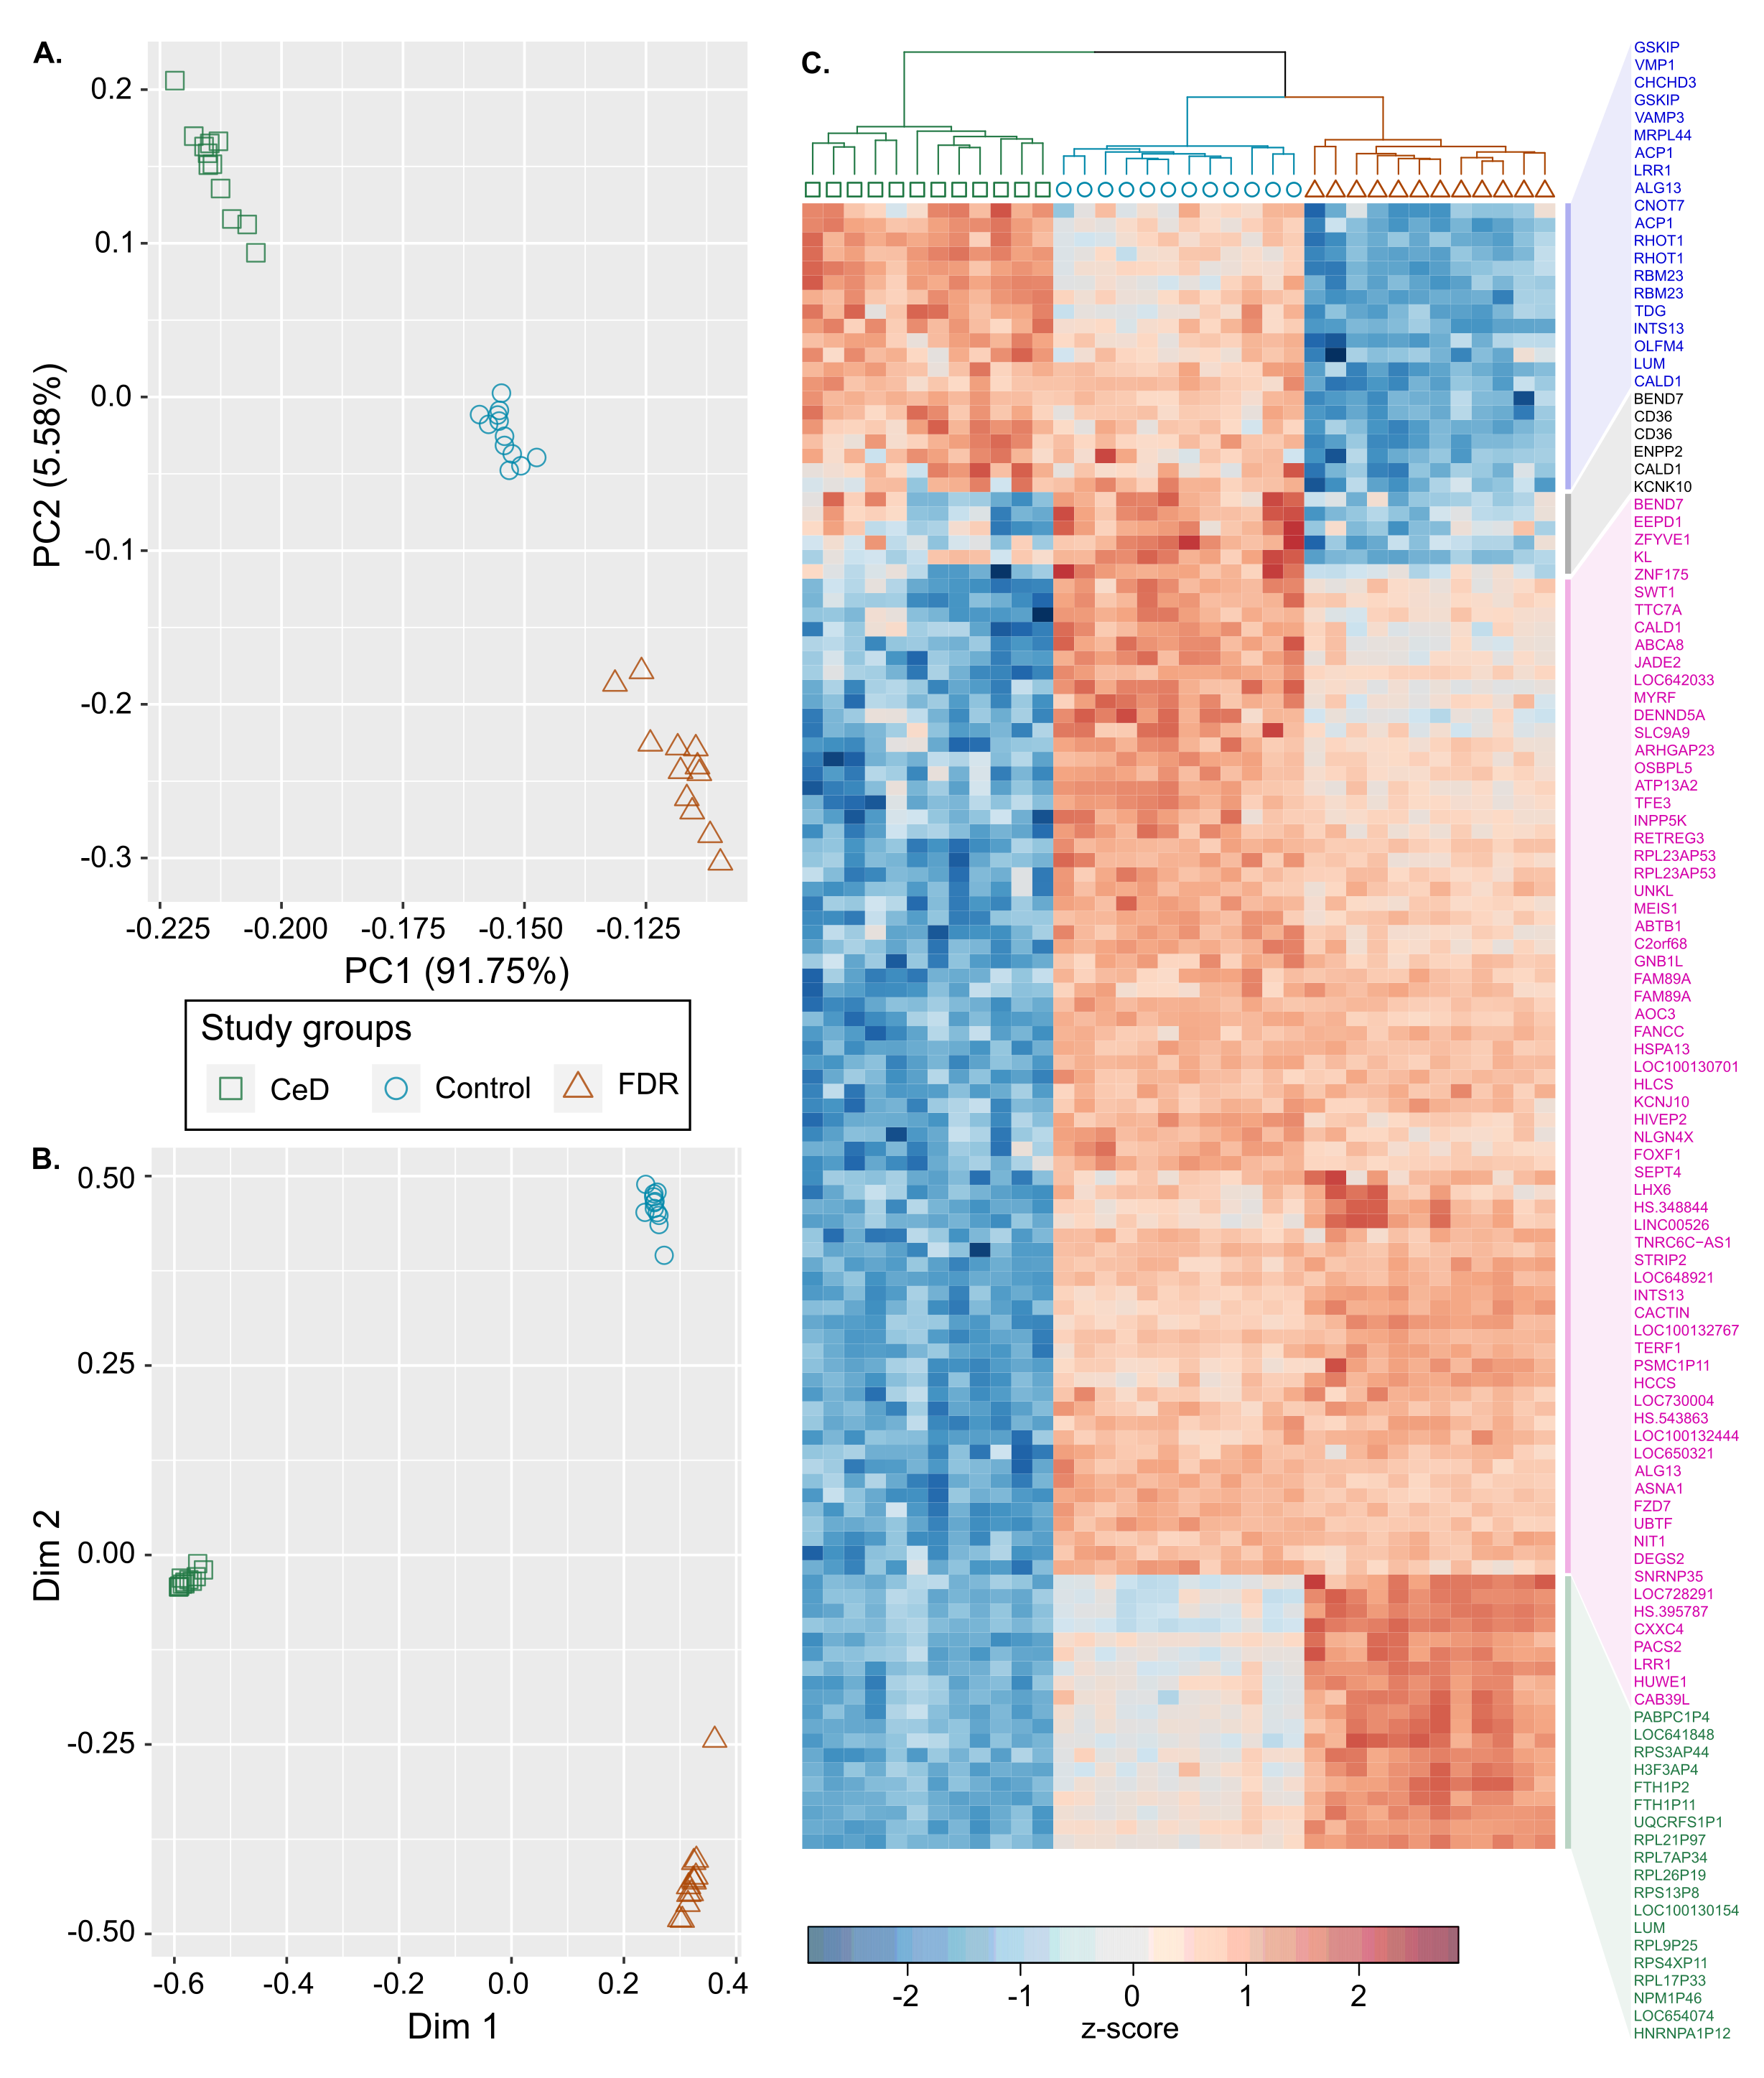 A.
0.2
0.1
0.0
-0.1
-0.2
-0.3
PC2 (5.58%)
-0.225 -0.200 -0.175 -0.150 -0.125
PC1 (91.75%)
Study groups
CeD Control FDR
B.
0.50
0.25
0.00
-0.25
-0.50
Dim 2
-0.6 -0.4 -0.2 0.0 0.2 0.4
Dim 1
C.
GSKIP
VMP1
CHCHD3
GSKIP
VAMP3
MRPL44
ACP1
LRR1
ALG13
CNOT7
ACP1
RHOT1
RHOT1
RBM23
RBM23
TDG
INTS13
OLFM4
LUM
CALD1
BEND7
CD36
CD36
ENPP2
CALD1
KCNK10
BEND7
EEPD1
ZFYVE1
KL
ZNF175
SWT1
TTC7A
CALD1
ABCA8
JADE2
LOC642033
MYRF
DENND5A
SLC9A9
ARHGAP23
OSBPL5
ATP13A2
TFE3
INPP5K
RETREG3
RPL23AP53
RPL23AP53
UNKL
MEIS1
ABTB1
C2orf68
GNB1L
FAM89A
FAM89A
AOC3
FANCC
HSPA13
LOC100130701
HLCS
KCNJ10
HIVEP2
NLGN4X
FOXF1
SEPT4
LHX6
HS.348844
LINC00526
TNRC6C−AS1
STRIP2
LOC648921
INTS13
CACTIN
LOC100132767
TERF1
PSMC1P11
HCCS
LOC730004
HS.543863
LOC100132444
LOC650321
ALG13
ASNA1
FZD7
UBTF
NIT1
DEGS2
SNRNP35
LOC728291
HS.395787
CXXC4
PACS2
LRR1
HUWE1
CAB39L
PABPC1P4
LOC641848
RPS3AP44
H3F3AP4
FTH1P2
FTH1P11
UQCRFS1P1
RPL21P97
RPL7AP34
RPL26P19
RPS13P8
LOC100130154
LUM
RPL9P25
RPS4XP11
RPL17P33
NPM1P46
LOC654074
HNRNPA1P12
-2 -1 0 1 2
z-score